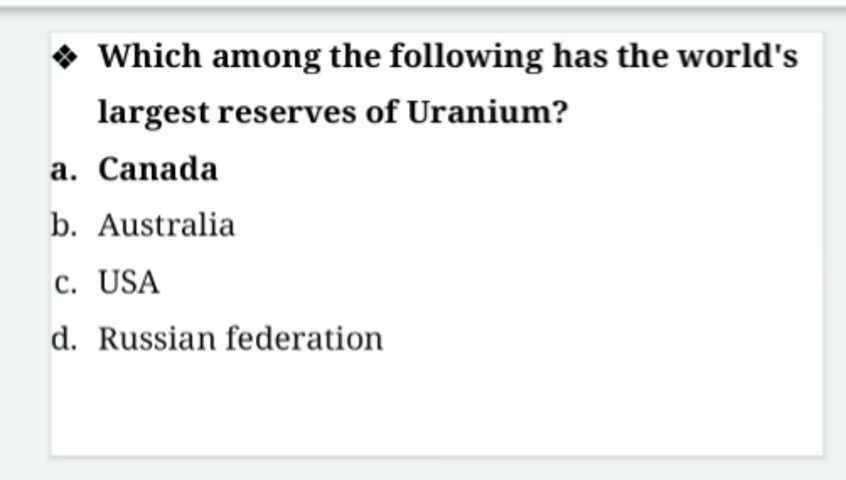 ❖ Which among the following has the world's
largest reserves of Uranium?
a. Canada
b. Australia
c. USA
d. Russian federation